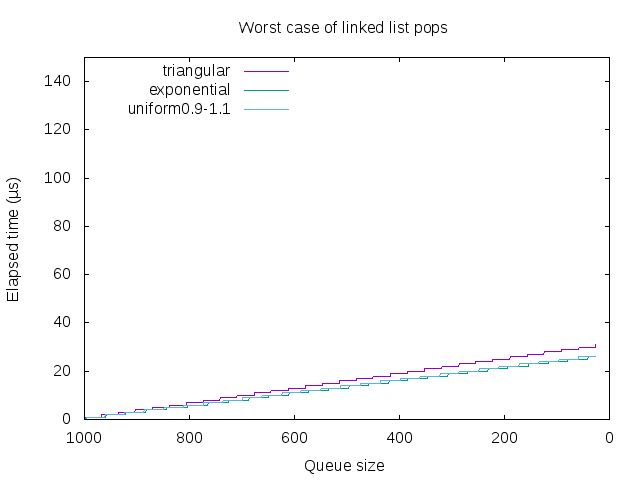 Worst case of linked list pops
triangular
exponential
uniform0.9-1.1
140
120
100
80
60
40
20
0
Elapsed time (µs)
1000 800 600 400 200 0
Queue size